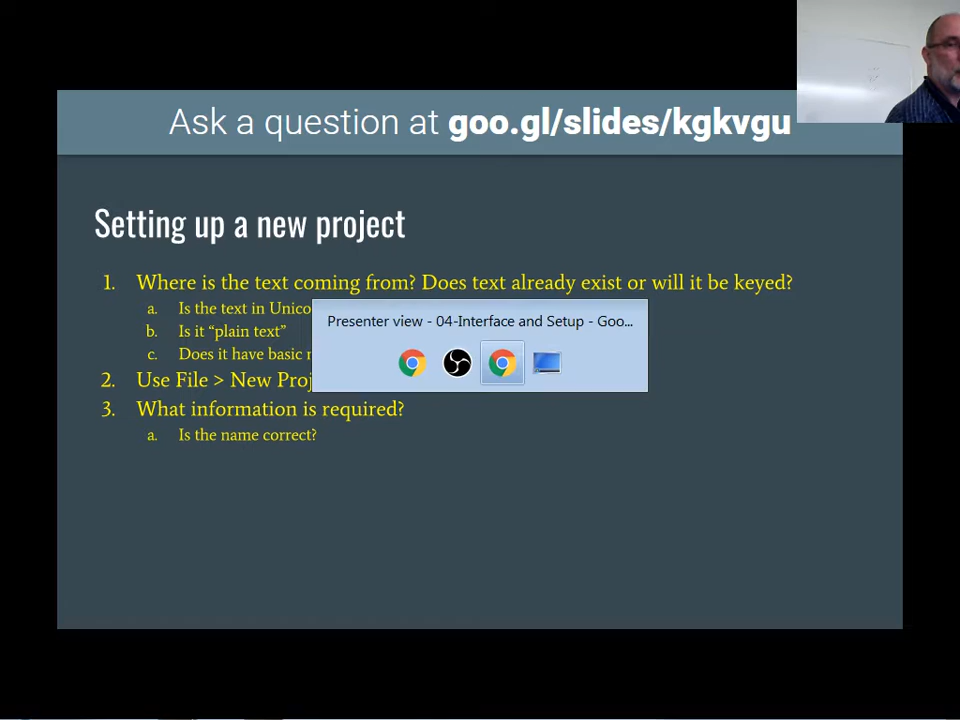 Ask a question at goo.gl/slides/kgkvgu
Setting up a new project
1. Where is the text coming from? Does text already exist or will it be keyed?
a. Is the text in Unico
Presenter view - 04-Interface and Setup - Goo...
b. Is it “plain text”
c. Does it have basic
2. Use File > New Proj
3. What information is required?
a. Is the name correct?